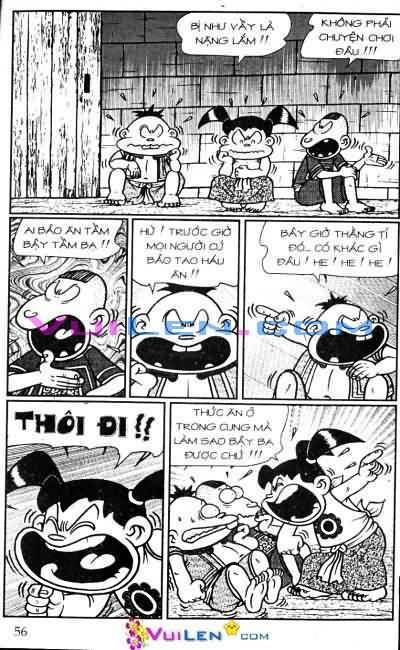 BỊ NHƯ VẦY LÀ
NẶNG LẮM !!
KHÔNG PHẢI
CHUYỆN CHƠI
ĐÂU !!!
AI BẢO ĂN TẦM
BẬY TẦM BẠ !!
HỪ ! TRƯỚC GIỜ
MỌI NGƯỜI CỨ
BẢO TAO HÁU
ĂN !!
BÂY GIỜ THẰNG TÍ
ĐÓ.. CÓ KHÁC GÌ
ĐÂU ! HE ! HE ! HE !
VUILEN.COM
THÔI ĐI !!
THỨC ĂN Ở
TRONG CUNG MÀ
LÀM SAO BẬY BẠ
ĐƯỢC CHỨ !!!
56
VUILEN.COM